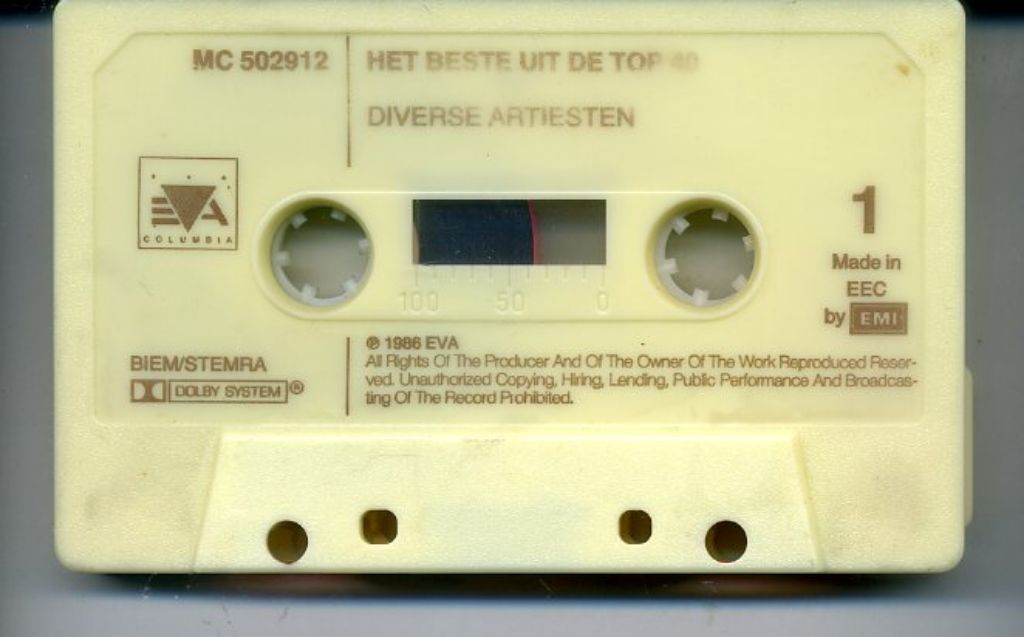 MC 502912
HET BESTE UIT DE TOP 40
DIVERSE ARTIESTEN
EVA
COLUMBIA
1
Made in
EEC
by EMI
100 50 0
BIEM/STEMRA
DOLBY SYSTEM®
℗ 1986 EVA
All Rights Of The Producer And Of The Owner Of The Work Reproduced Reser-
ved. Unauthorized Copying, Hiring, Lending, Public Performance And Broadcas-
ting Of The Record Prohibited.